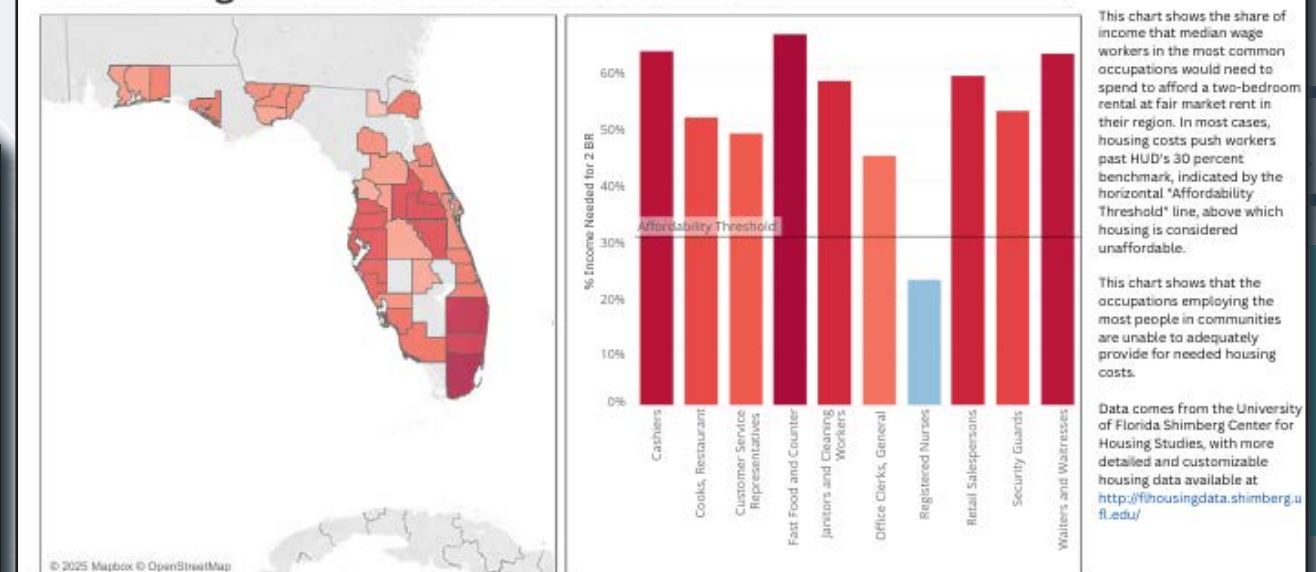 % Income Needed for 2 BR
60%
50%
40%
Affordability Threshold
30%
20%
10%
0%
Cashiers
Cooks, Restaurant
Customer Service
Representatives
Fast Food and Counter
Janitors and Cleaning
Workers
Office Clerks, General
Registered Nurses
Retail Salespersons
Security Guards
Waiters and Waitresses
© 2025 Mapbox © OpenStreetMap
This chart shows the share of
income that median wage
workers in the most common
occupations would need to
spend to afford a two-bedroom
rental at fair market rent in
their region. In most cases,
housing costs push workers
past HUD's 30 percent
benchmark, indicated by the
horizontal "Affordability
Threshold" line, above which
housing is considered
unaffordable.
This chart shows that the
occupations employing the
most people in communities
are unable to adequately
provide for needed housing
costs.
Data comes from the University
of Florida Shimberg Center for
Housing Studies, with more
detailed and customizable
housing data available at
http://flhousingdata.shimberg.u
fl.edu/